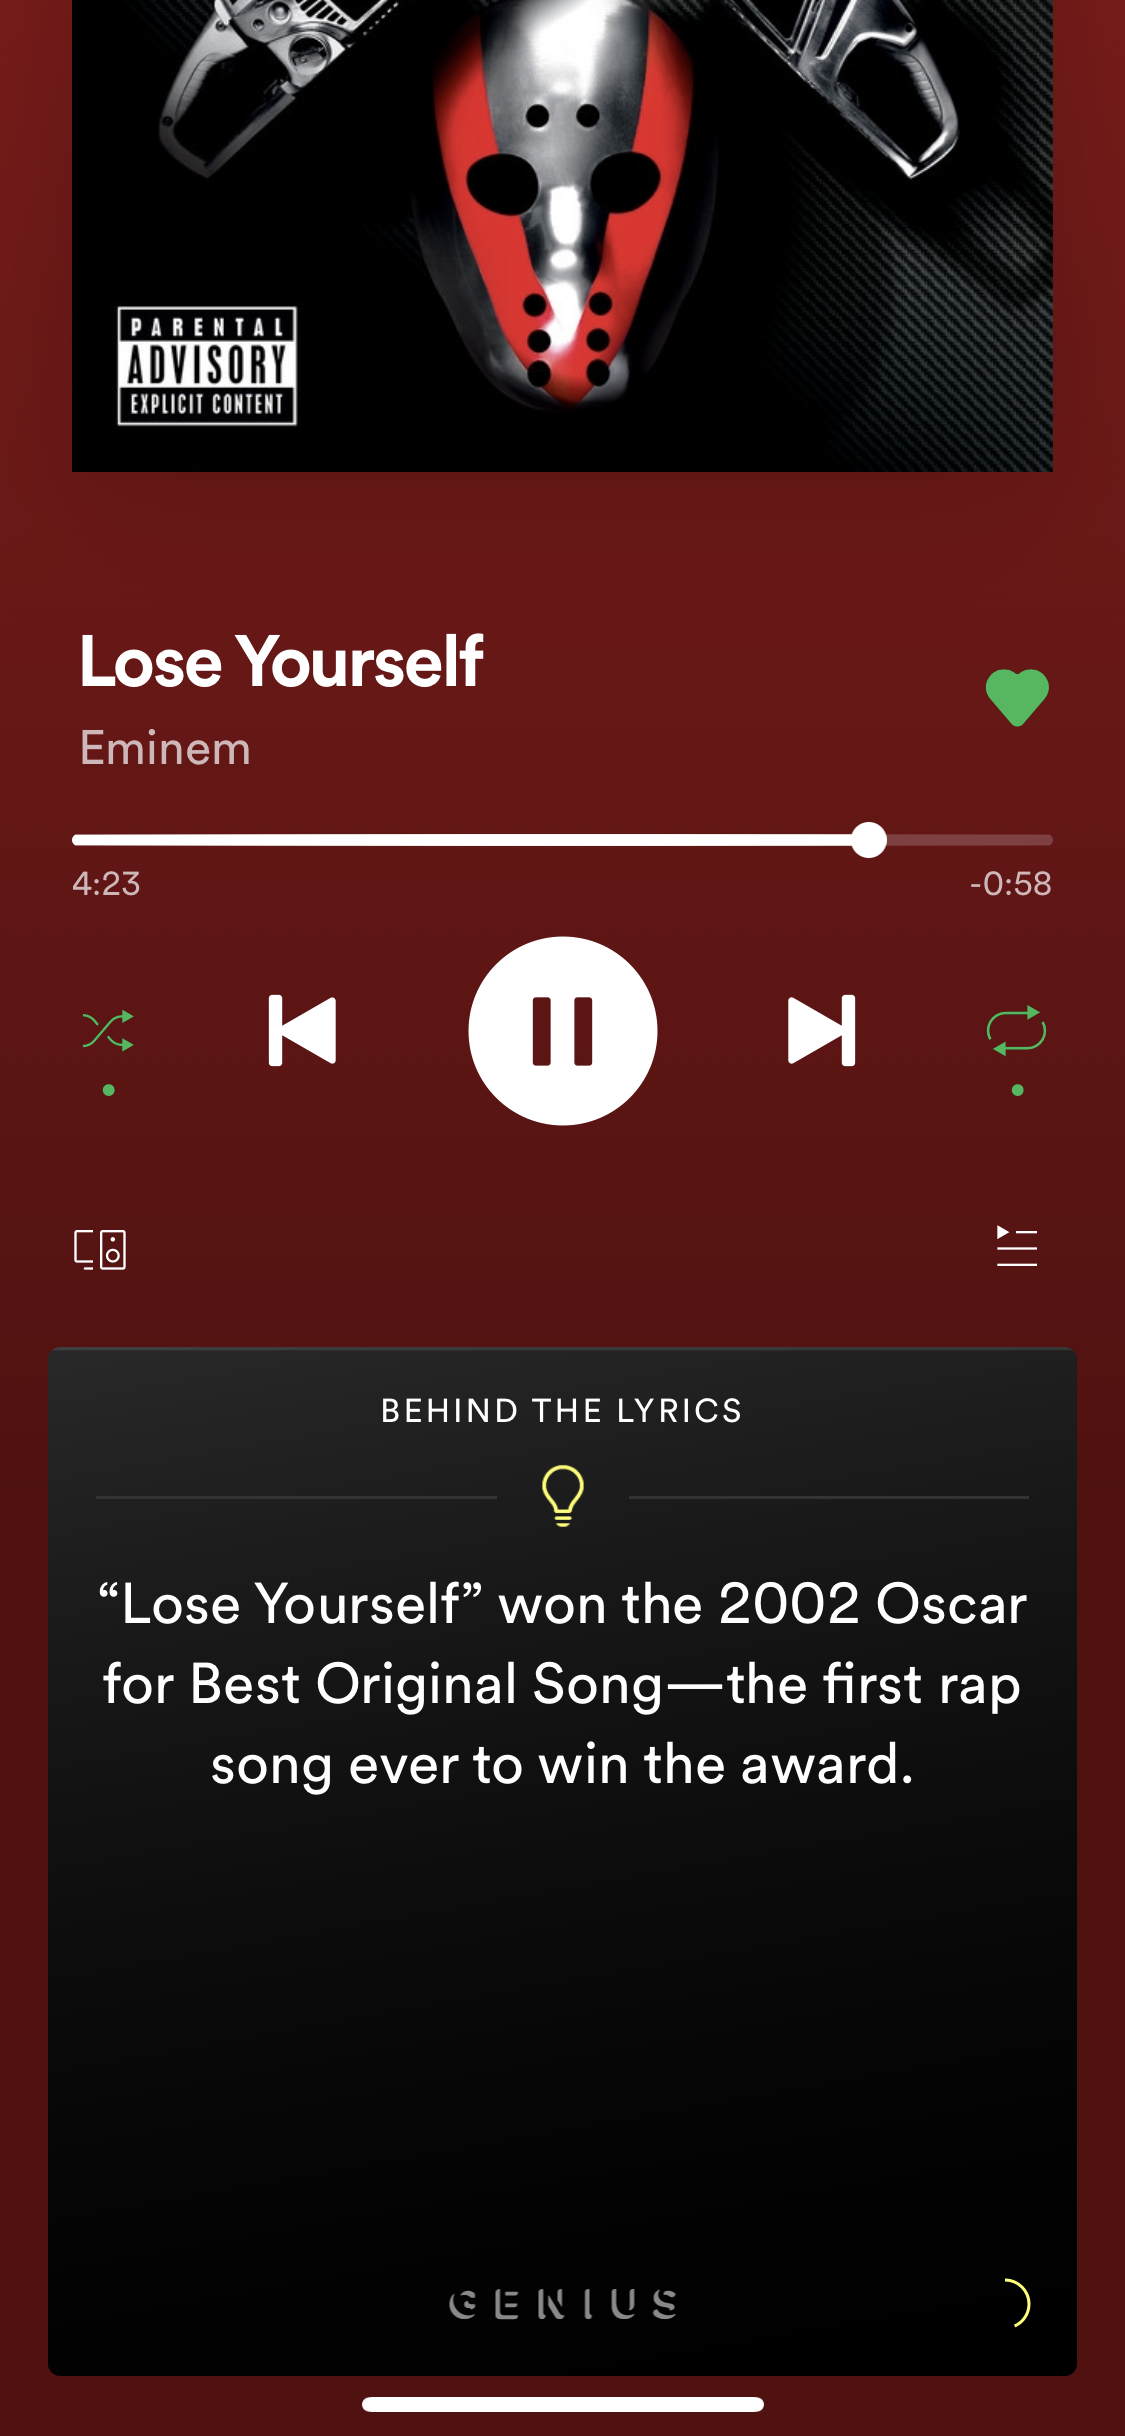 PARENTAL
ADVISORY
EXPLICIT CONTENT
Lose Yourself
Eminem
4:23
-0:58
BEHIND THE LYRICS
“Lose Yourself” won the 2002 Oscar
for Best Original Song—the first rap
song ever to win the award.
GENIUS